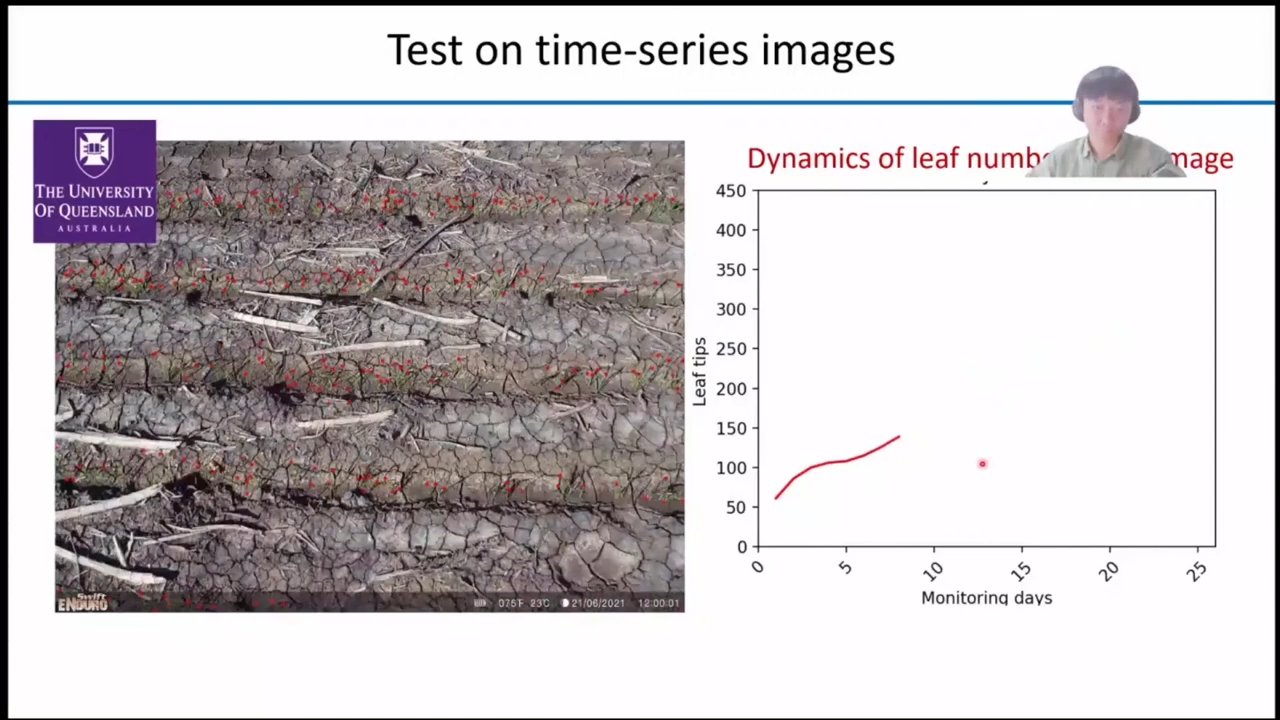 Test on time-series images
THE UNIVERSITY
OF QUEENSLAND
AUSTRALIA
Dynamics of leaf mage
450
400
350
300
250
200
150
100
50
0
Leaf tips
0 5 10 15 20 25
Monitoring days
Swift
ENDURO
075°F 23°C 21/06/2021 12:00:01